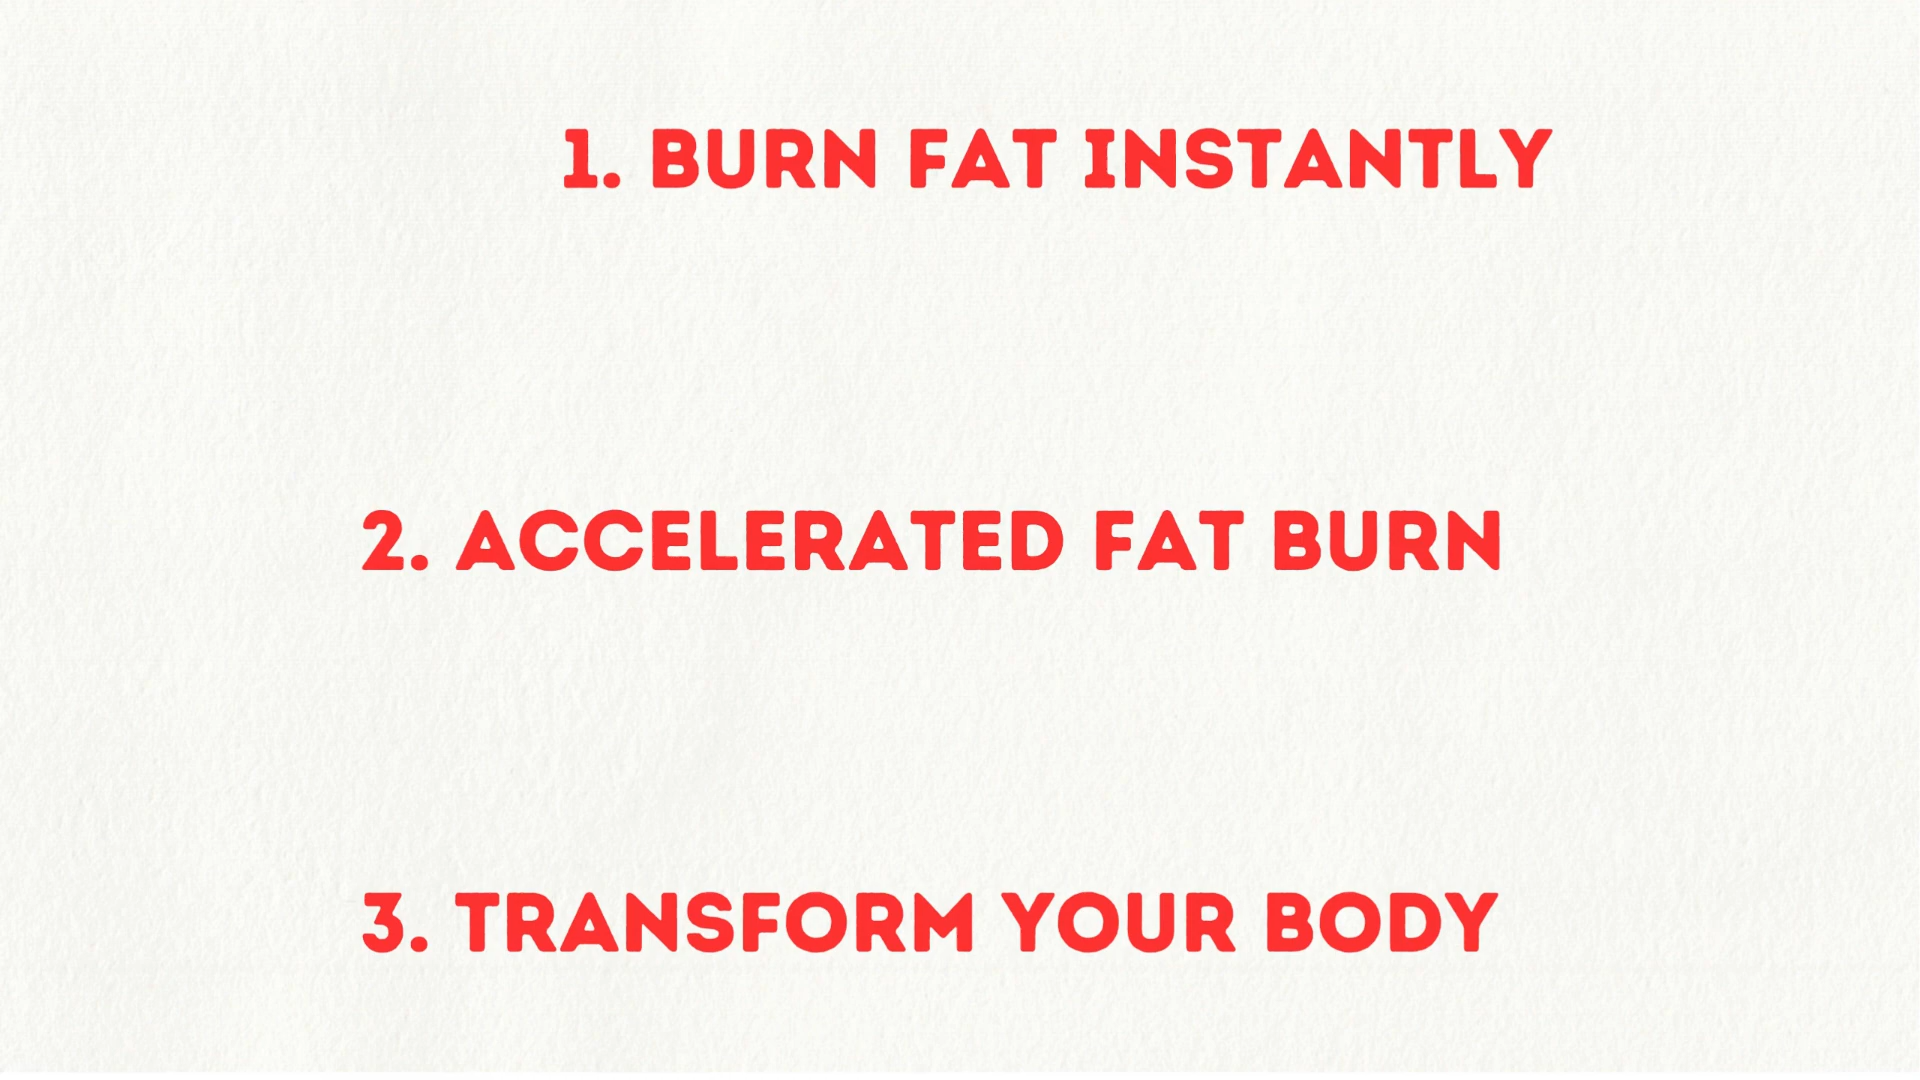 1. BURN FAT INSTANTLY
2. ACCELERATED FAT BURN
3. TRANSFORM YOUR BODY